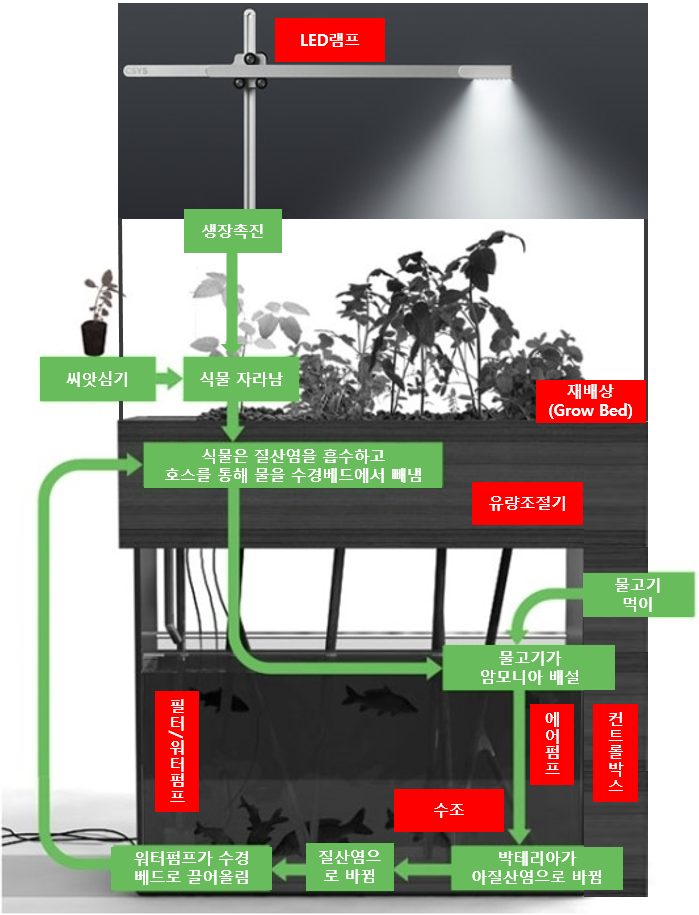 LED램프
CSYS
생장촉진
씨앗심기
식물 자라남
재배상
(Grow Bed)
식물은 질산염을 흡수하고
호스를 통해 물을 수경베드에서 빼냄
유량조절기
물고기
먹이
물고기가
암모니아 배설
필터/워터펌프
에어펌프
컨트롤박스
수조
워터펌프가 수경
베드로 끌어올림
질산염으
로 바뀜
박테리아가
아질산염으로 바뀜